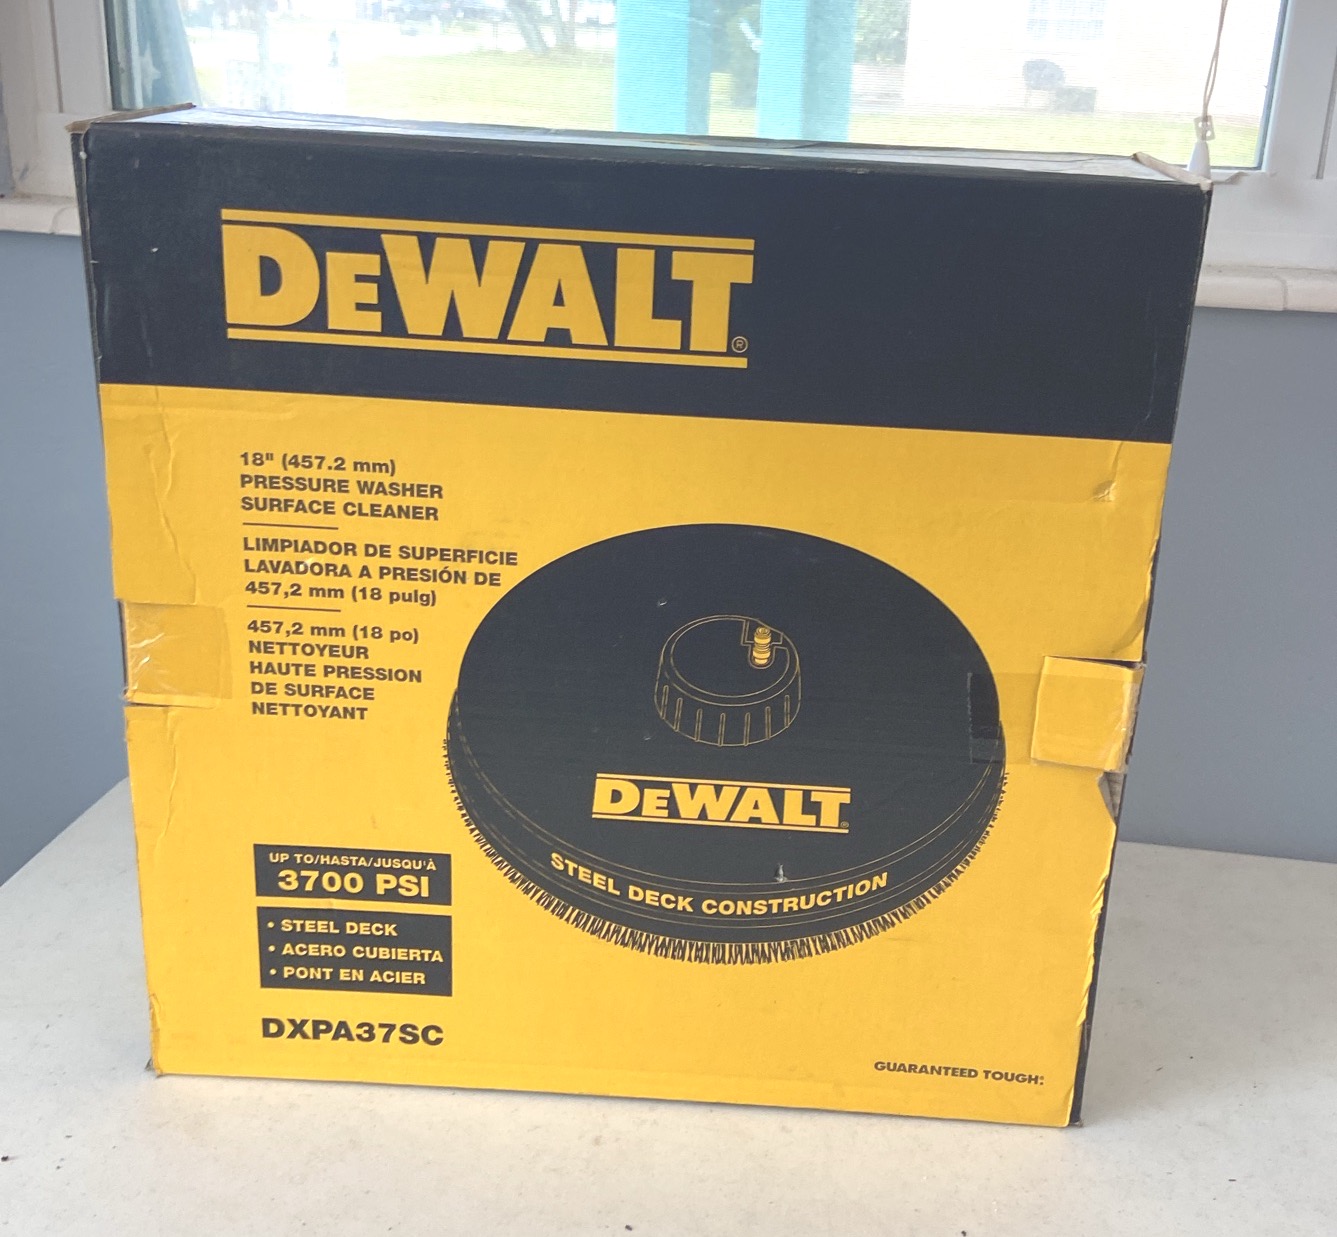 DEWALT®
18" (457.2 mm)
PRESSURE WASHER
SURFACE CLEANER
LIMPIADOR DE SUPERFICIE
LAVADORA A PRESIÓN DE
457,2 mm (18 pulg)
457,2 mm (18 po)
NETTOYEUR
HAUTE PRESSION
DE SURFACE
NETTOYANT
DEWALT®
STEEL DECK CONSTRUCTION
UP TO/HASTA/JUSQU'À
3700 PSI
• STEEL DECK
• ACERO CUBIERTA
• PONT EN ACIER
DXPA37SC
GUARANTEED TOUGH®